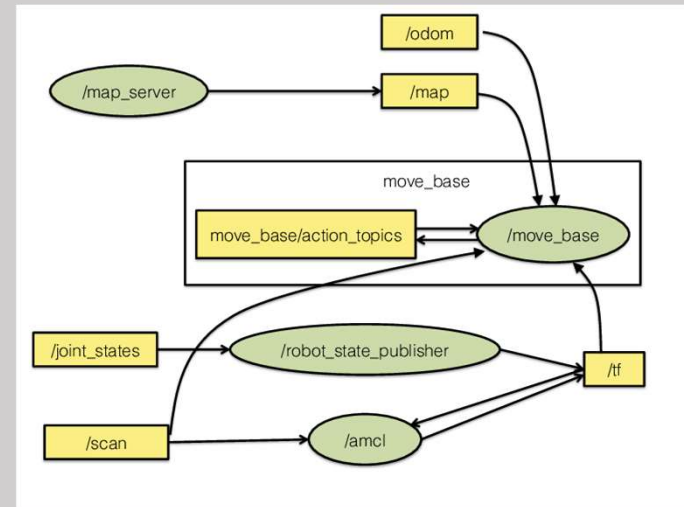 /odom
/map_server
/map
move_base
move_base/action_topics
/move_base
/joint_states
/robot_state_publisher
/tf
/scan
/amcl